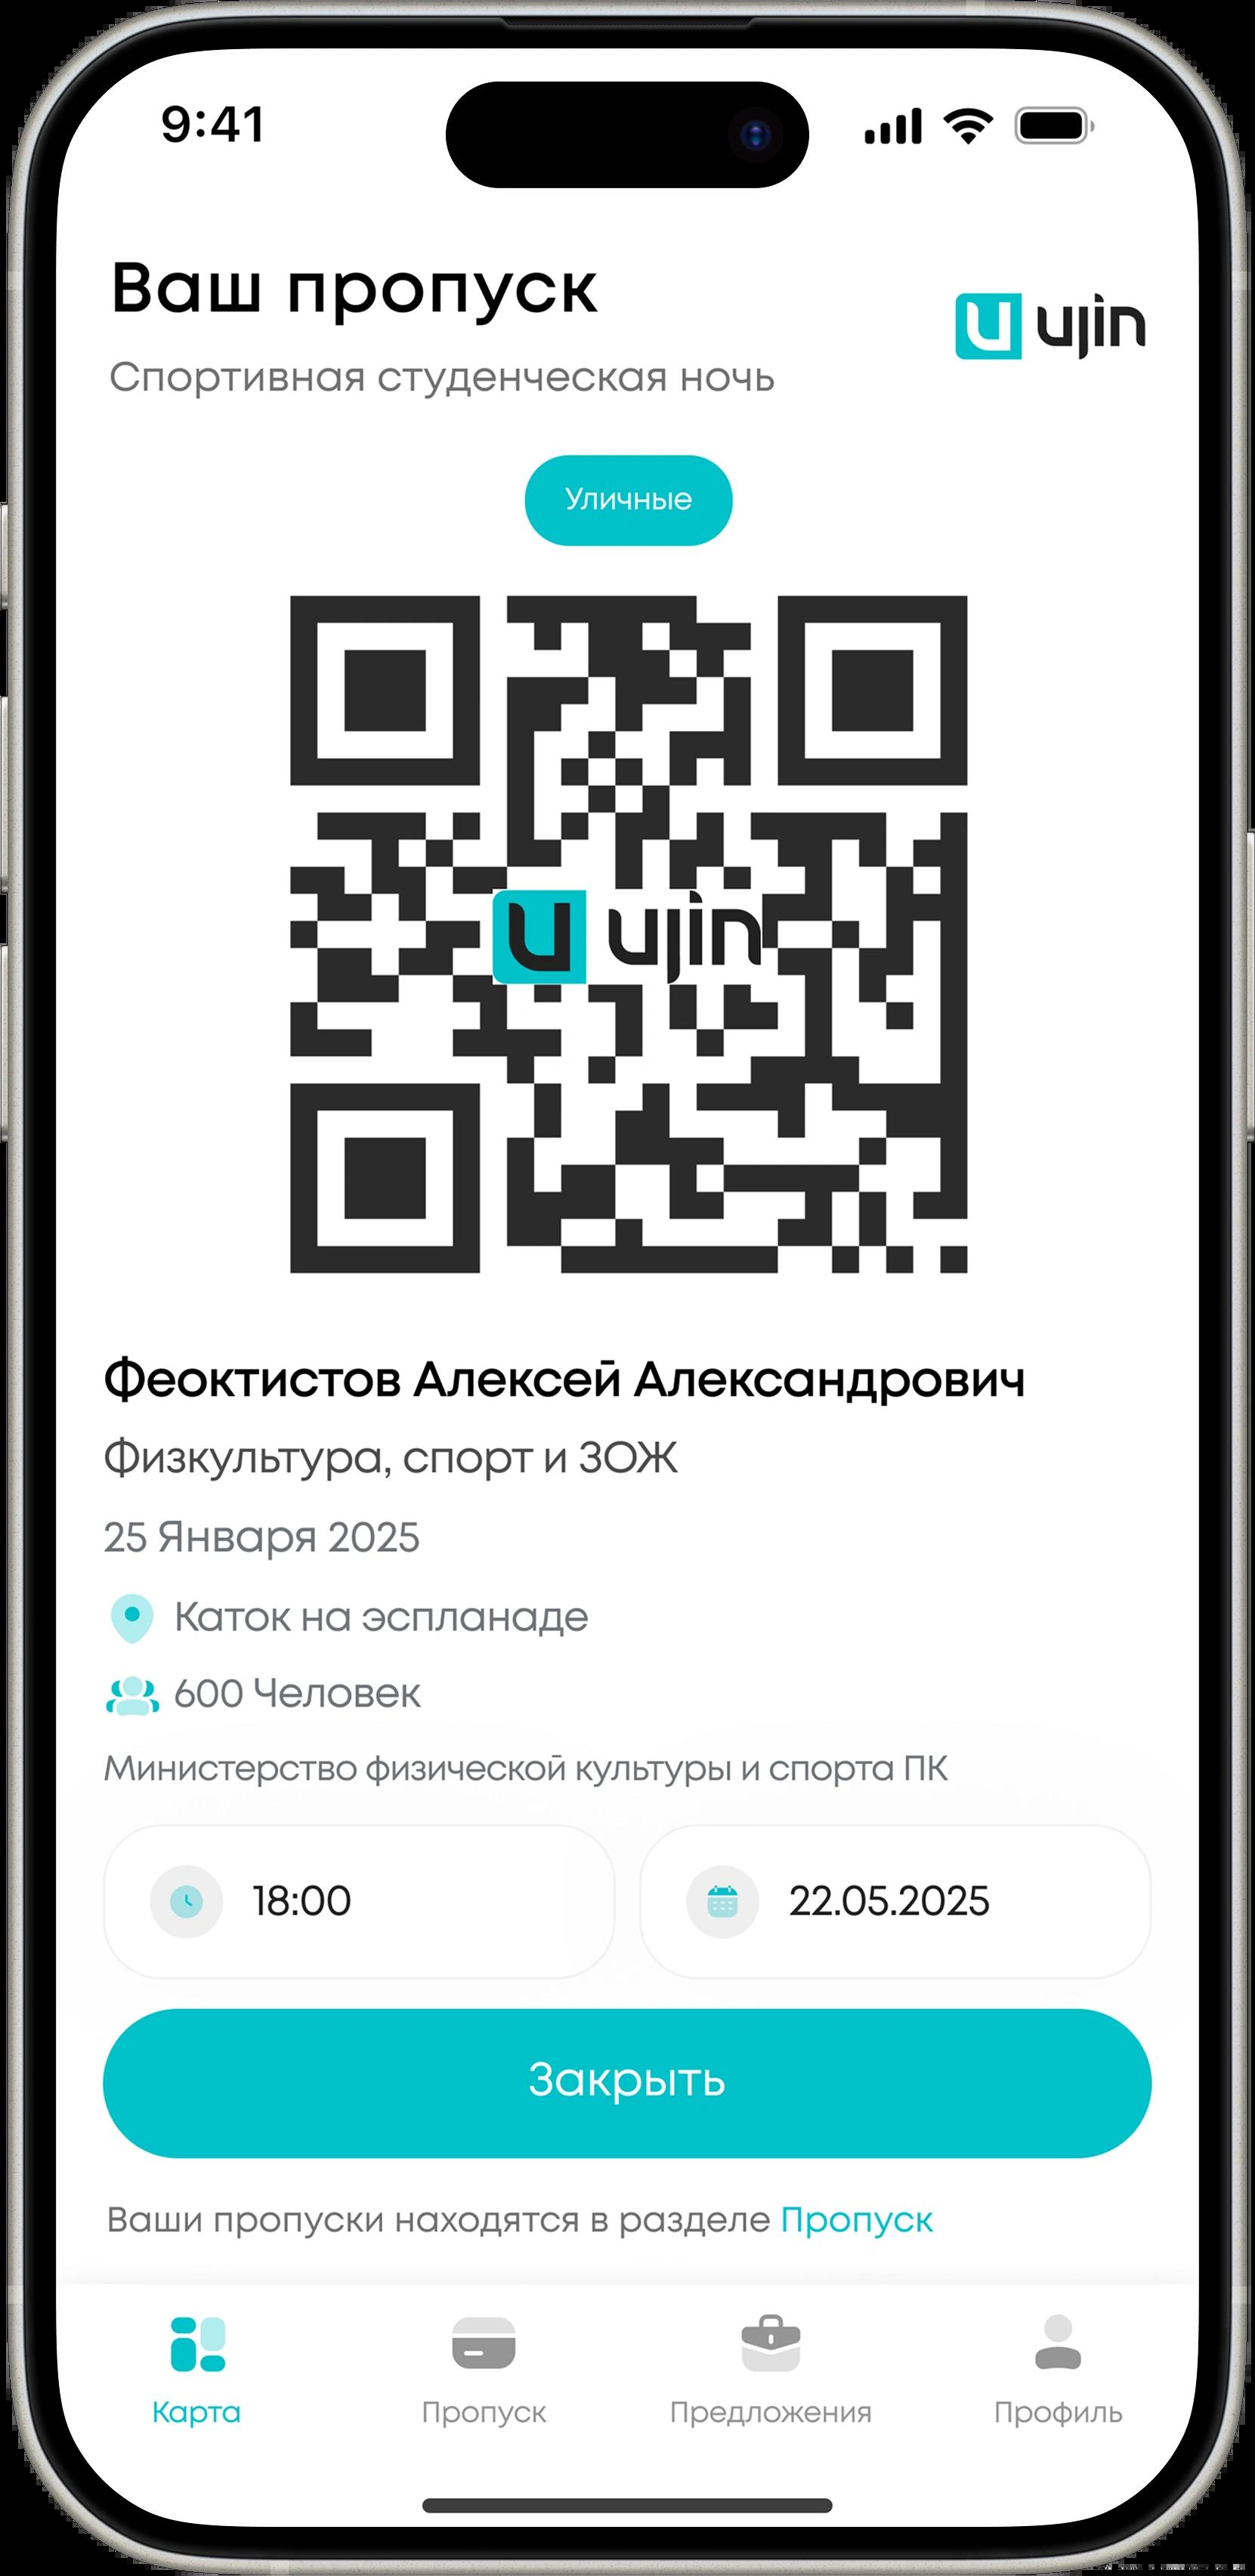 9:41
Ваш пропуск
ujin
Спортивная студенческая ночь
Уличные
ujin
Феоктистов Алексей Александрович
Физкультура, спорт и ЗОЖ
25 Января 2025
Каток на эспланаде
600 Человек
Министерство физической культуры и спорта ПК
18:00
22.05.2025
Закрыть
Ваши пропуски находятся в разделе Пропуск
Карта
Пропуск
Предложения
Профиль